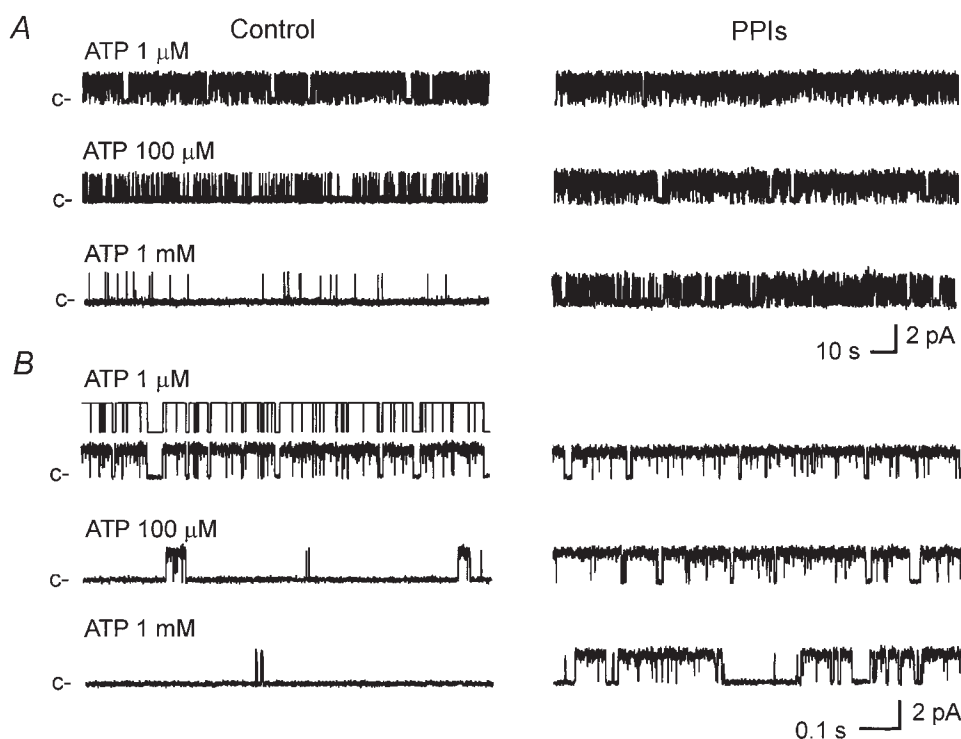 A
Control
PPIs
ATP 1 μM
c-
ATP 100 μM
c-
ATP 1 mM
c-
10 s
2 pA
B
ATP 1 μM
c-
ATP 100 μM
c-
ATP 1 mM
c-
0.1 s
2 pA